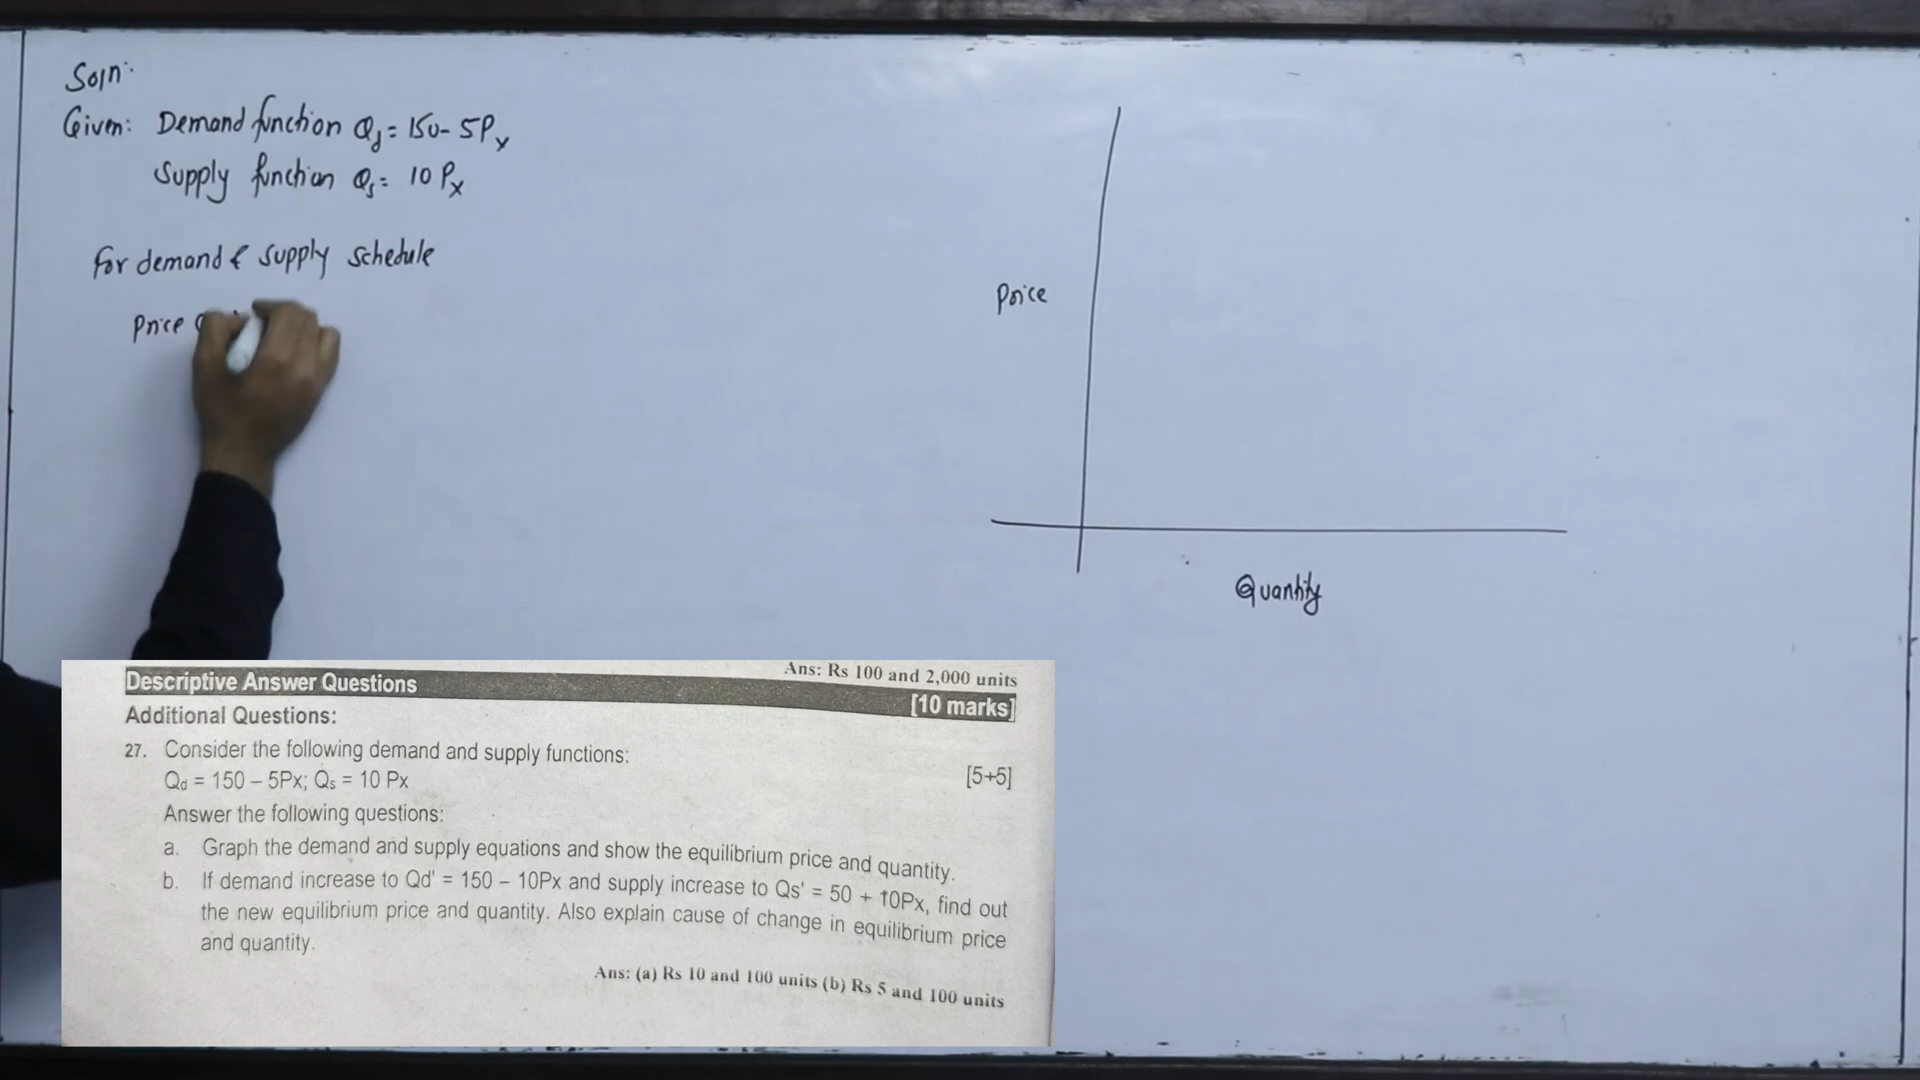 Soln:
Given: Demand function Qd = 150 - 5Px
Supply function Qs = 10 Px
for demand & supply schedule
Price
Price
Quantity
Ans: Rs 100 and 2,000 units
Descriptive Answer Questions
[10 marks]
Additional Questions:
27. Consider the following demand and supply functions:
[5+5]
Qd = 150 – 5Px; Qs = 10 Px
Answer the following questions:
a. Graph the demand and supply equations and show the equilibrium price and quantity.
b. If demand increase to Qd' = 150 – 10Px and supply increase to Qs' = 50 + 10Px, find out
the new equilibrium price and quantity. Also explain cause of change in equilibrium price
and quantity.
Ans: (a) Rs 10 and 100 units (b) Rs 5 and 100 units